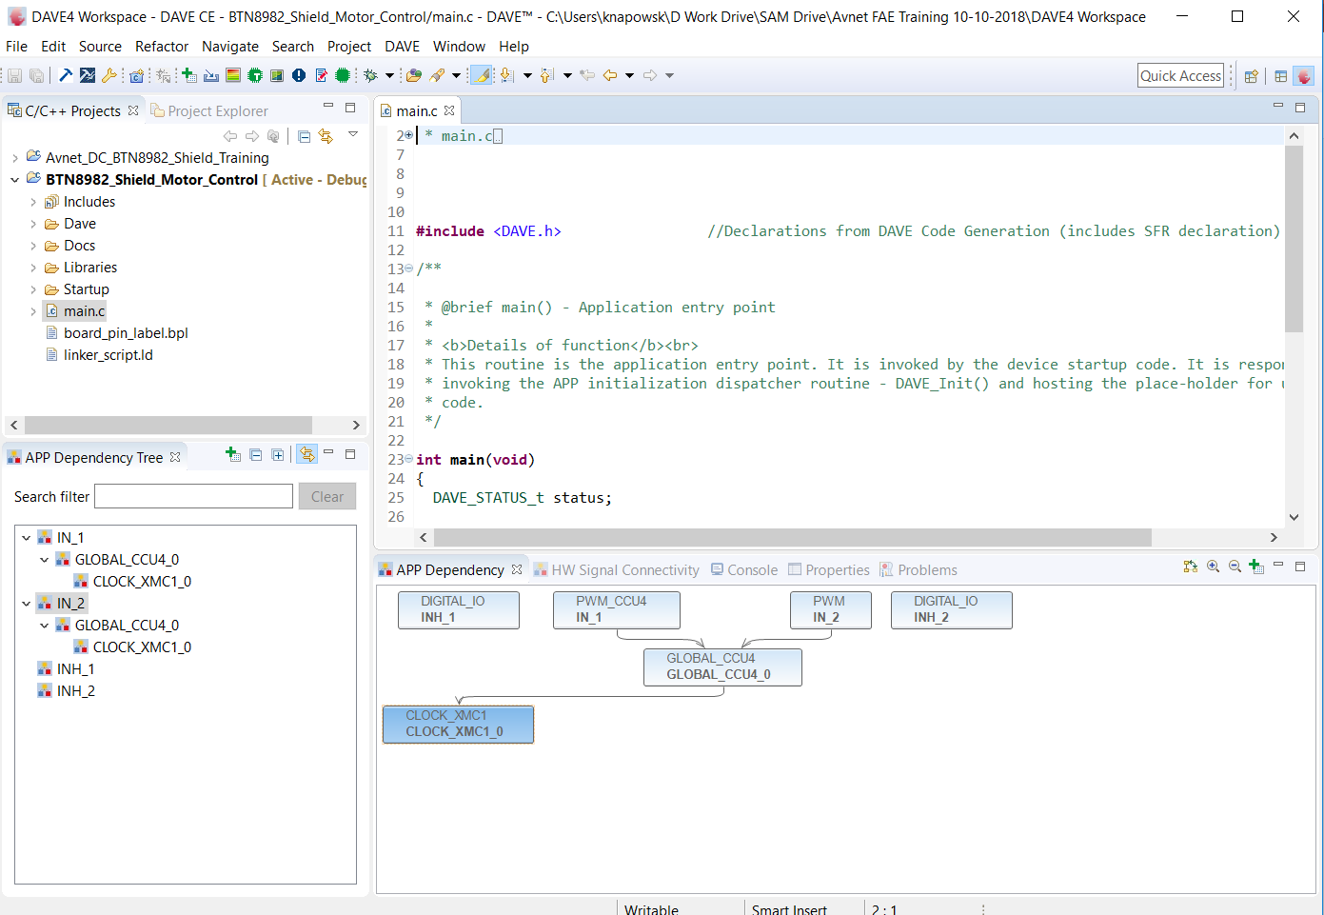 DAVE4 Workspace - DAVE CE - BTN8982_Shield_Motor_Control/main.c - DAVE™ - C:\Users\knapowsk\D Work Drive\SAM Drive\Avnet FAE Training 10-10-2018\DAVE4 Workspace
File Edit Source Refactor Navigate Search Project DAVE Window Help
Quick Access
C/C++ Projects Project Explorer
Avnet_DC_BTN8982_Shield_Training
BTN8982_Shield_Motor_Control [ Active - Debug
Includes
Dave
Docs
Libraries
Startup
main.c
board_pin_label.bpl
linker_script.ld
main.c
2 * main.c
7
8
9
10
11 #include <DAVE.h> //Declarations from DAVE Code Generation (includes SFR declaration)
12
13 /**
14
15 * @brief main() - Application entry point
16 *
17 * <b>Details of function</b><br>
18 * This routine is the application entry point. It is invoked by the device startup code. It is respon
19 * invoking the APP initialization dispatcher routine - DAVE_Init() and hosting the place-holder for u
20 * code.
21 */
22
23 int main(void)
24 {
25 DAVE_STATUS_t status;
26
APP Dependency Tree
Search filter Clear
IN_1
GLOBAL_CCU4_0
CLOCK_XMC1_0
IN_2
GLOBAL_CCU4_0
CLOCK_XMC1_0
INH_1
INH_2
APP Dependency HW Signal Connectivity Console Properties Problems
DIGITAL_IO
INH_1
PWM_CCU4
IN_1
PWM
IN_2
DIGITAL_IO
INH_2
GLOBAL_CCU4
GLOBAL_CCU4_0
CLOCK_XMC1
CLOCK_XMC1_0
Writable Smart Insert 2 : 1